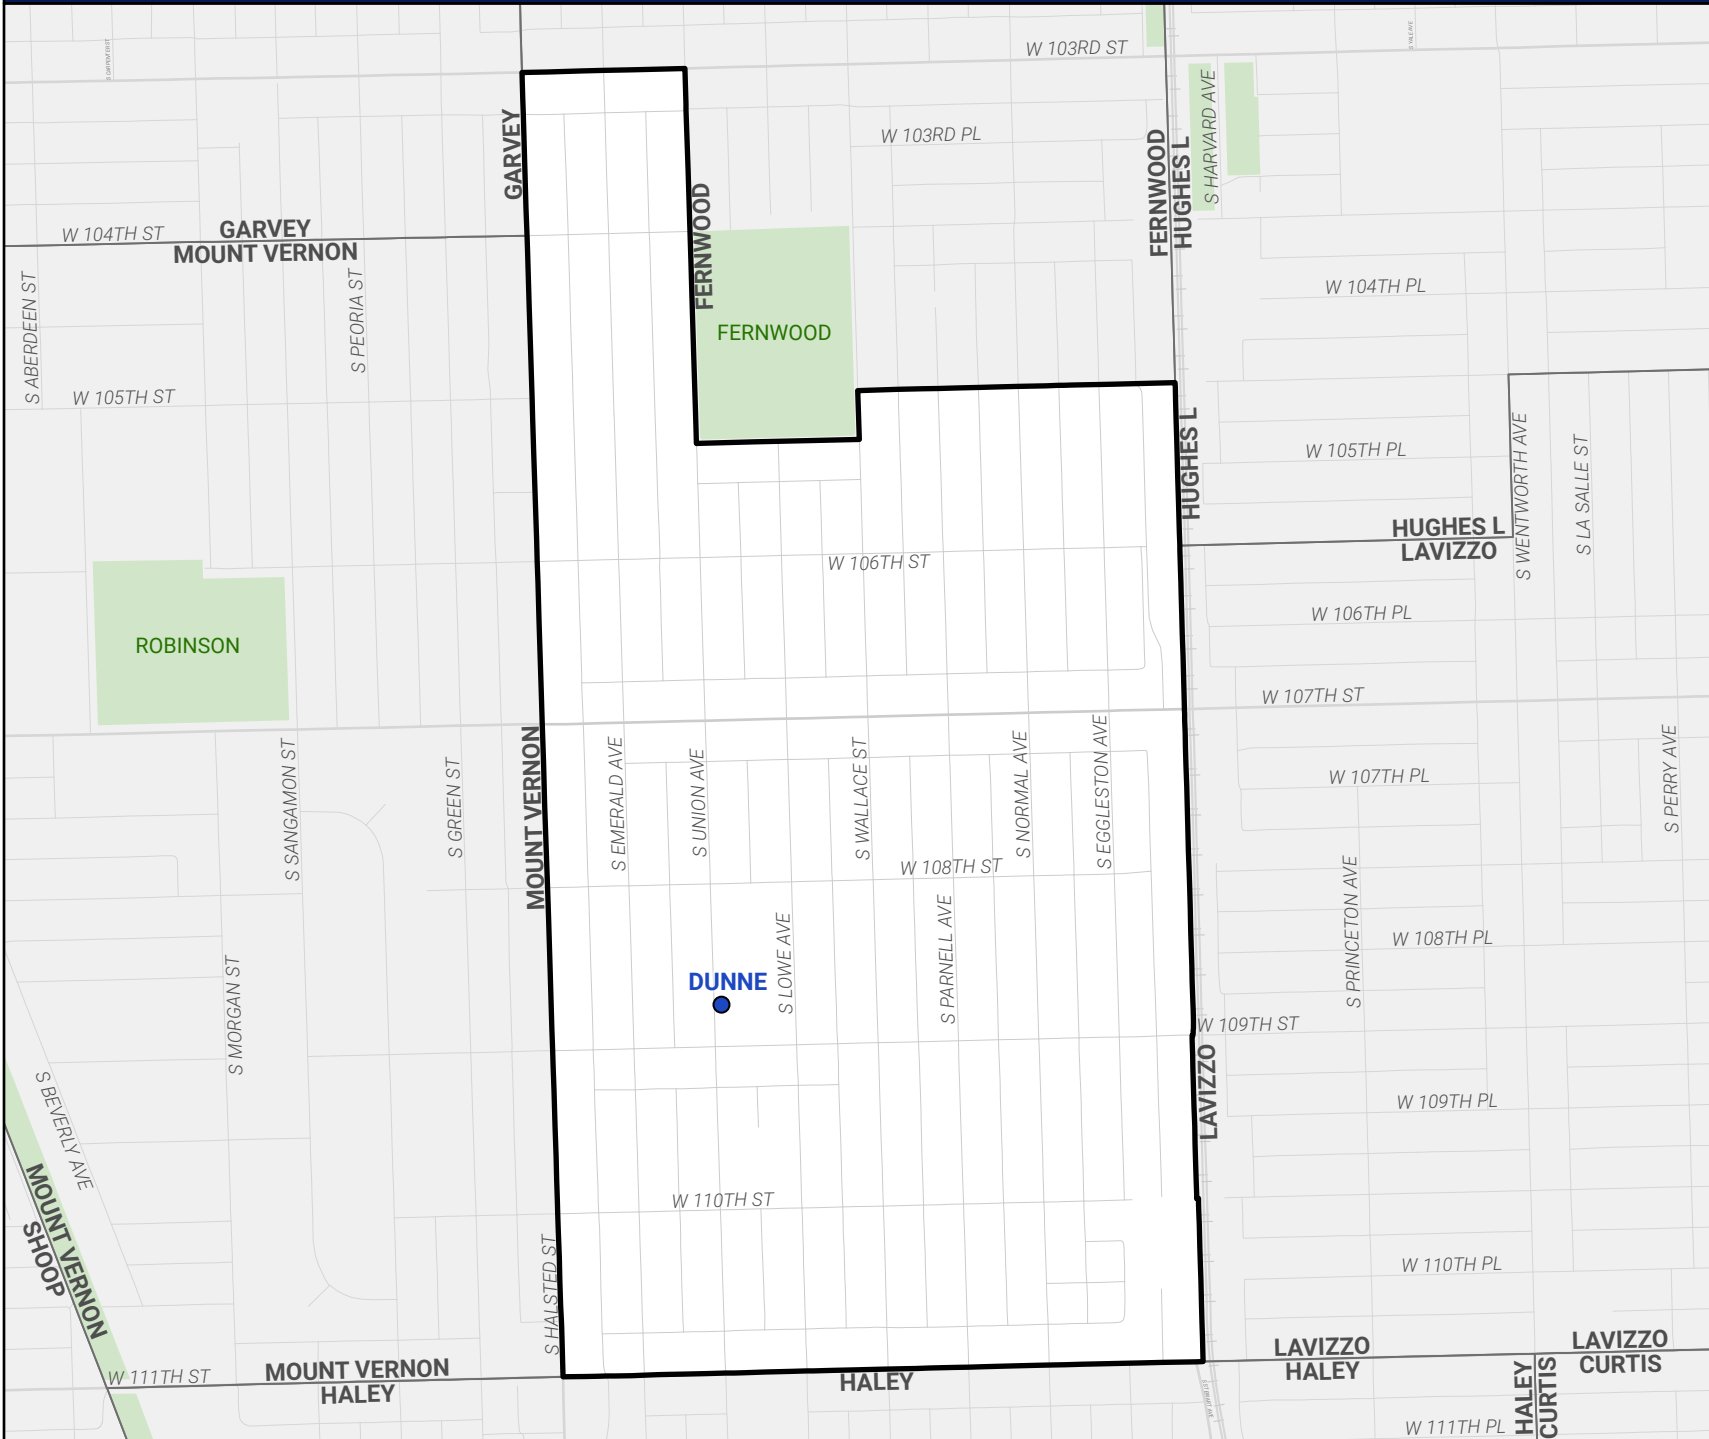 S CARPENTER ST
S YALE AVE
W 103RD ST
S HARVARD AVE
GARVEY
W 103RD PL
FERNWOOD
HUGHES L
FERNWOOD
W 104TH ST
GARVEY
MOUNT VERNON
S ABERDEEN ST
S PEORIA ST
W 104TH PL
FERNWOOD
W 105TH ST
HUGHES L
W 105TH PL
S WENTWORTH AVE
S LA SALLE ST
HUGHES L
LAVIZZO
W 106TH ST
ROBINSON
W 106TH PL
W 107TH ST
MOUNT VERNON
S SANGAMON ST
S GREEN ST
S EMERALD AVE
S UNION AVE
S WALLACE ST
S NORMAL AVE
S EGGLESTON AVE
W 107TH PL
S PERRY AVE
W 108TH ST
S PRINCETON AVE
S LOWE AVE
S PARNELL AVE
W 108TH PL
S MORGAN ST
DUNNE
W 109TH ST
LAVIZZO
S BEVERLY AVE
W 109TH PL
MOUNT VERNON
SHOOP
W 110TH ST
S HALSTED ST
W 110TH PL
W 111TH ST
MOUNT VERNON
HALEY
HALEY
LAVIZZO
HALEY
LAVIZZO
CURTIS
HALEY
CURTIS
W 111TH PL